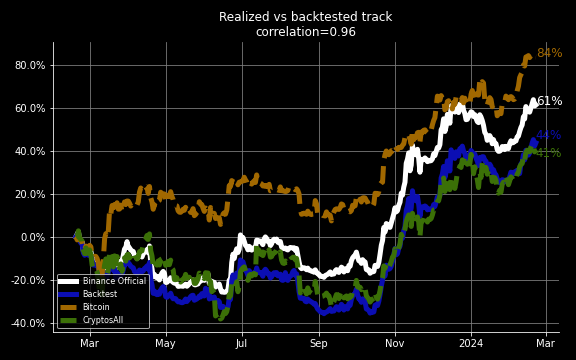 Realized vs backtested track
correlation=0.96
84%
80.0%
61%
60.0%
44%
41%
40.0%
20.0%
0.0%
-20.0%
-40.0%
Binance Official
Backtest
Bitcoin
CryptosAll
Mar May Jul Sep Nov 2024 Mar